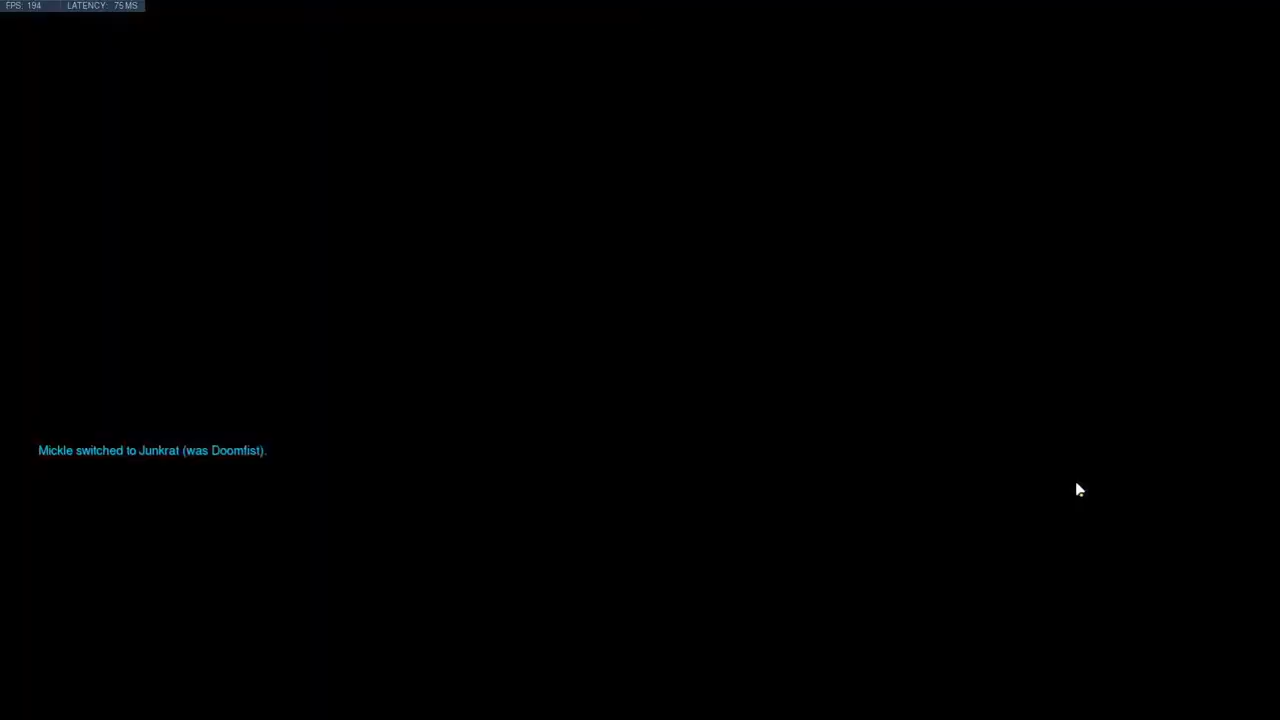 FPS: 194 LATENCY: 75 MS
Mickle switched to Junkrat (was Doomfist).